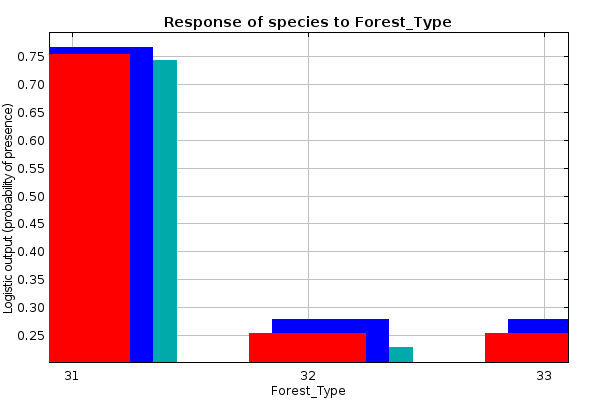 Response of species to Forest_Type
Logistic output (probability of presence)
0.75
0.70
0.65
0.60
0.55
0.50
0.45
0.40
0.35
0.30
0.25
31 32 33
Forest_Type